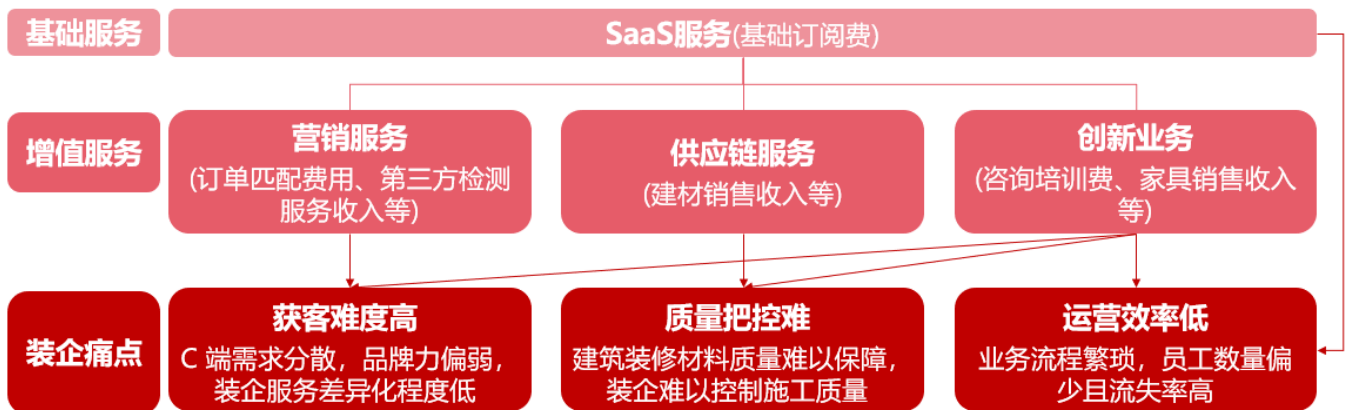 基础服务
SaaS服务(基础订阅费)
增值服务
营销服务
(订单匹配费用、第三方检测
服务收入等)
供应链服务
(建材销售收入等)
创新业务
(咨询培训费、家具销售收入
等)
装企痛点
获客难度高
C 端需求分散，品牌力偏弱，
装企服务差异化程度低
质量把控难
建筑装修材料质量难以保障，
装企难以控制施工质量
运营效率低
业务流程繁琐，员工数量偏
少且流失率高